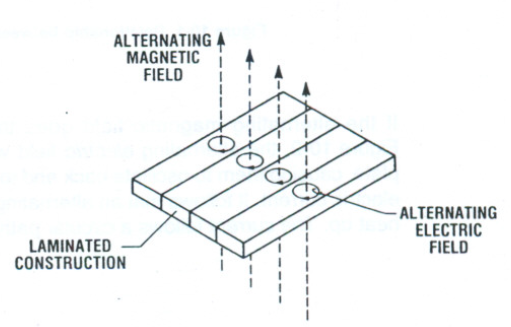 ALTERNATING
MAGNETIC
FIELD
LAMINATED
CONSTRUCTION
ALTERNATING
ELECTRIC
FIELD